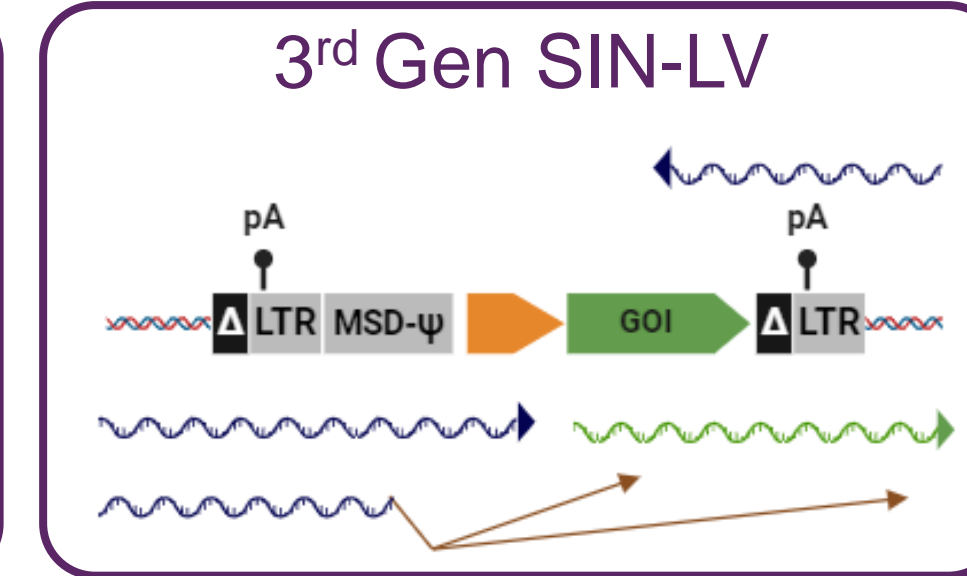 3rd Gen SIN-LV
pA pA
Δ LTR MSD-ψ GOI Δ LTR